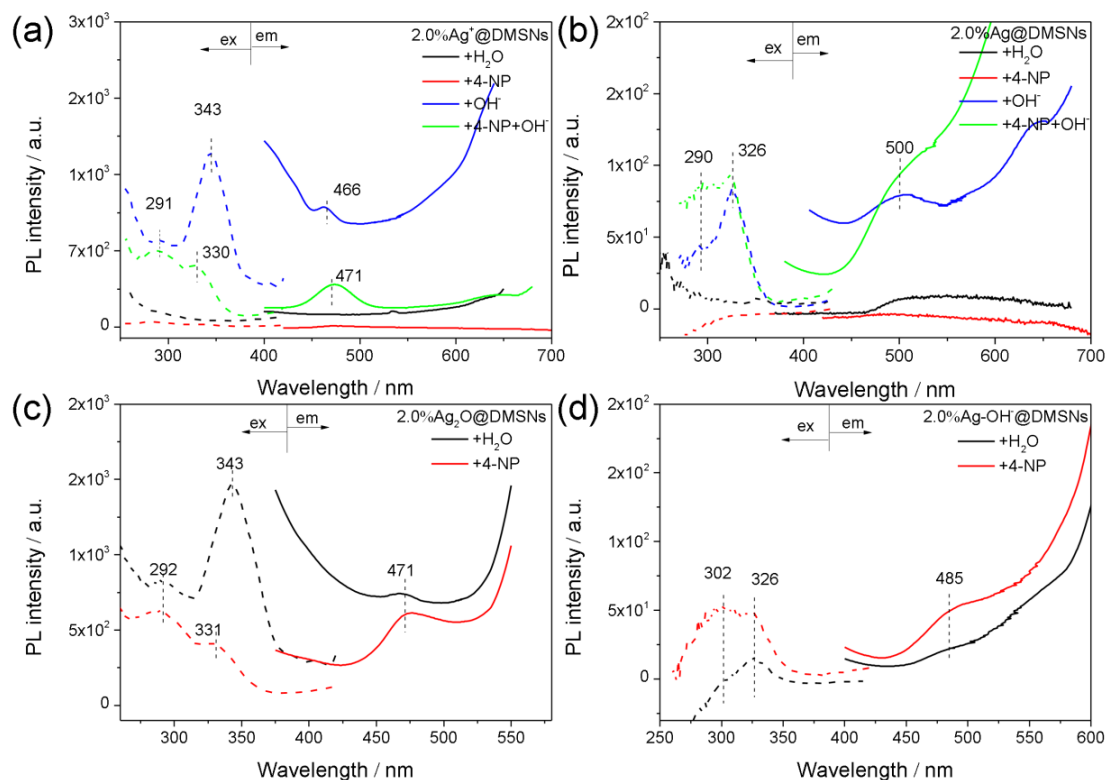 (a)
2.0%Ag⁺@DMSNs
ex
em
+H₂O
+4-NP
+OH⁻
+4-NP+OH⁻
343
291
330
466
471
3x10³
2x10³
1x10³
7x10²
0
PL intensity / a.u.
300 400 500 600 700
Wavelength / nm
(b)
2.0%Ag@DMSNs
ex
em
+H₂O
+4-NP
+OH⁻
+4-NP+OH⁻
290
326
500
2x10²
2x10²
1x10²
5x10¹
0
PL intensity / a.u.
300 400 500 600 700
Wavelength / nm
(c)
2.0%Ag₂O@DMSNs
ex
em
+H₂O
+4-NP
343
292
331
471
2x10³
2x10³
1x10³
5x10²
0
PL intensity / a.u.
300 350 400 450 500 550
Wavelength / nm
(d)
2.0%Ag-OH⁻@DMSNs
ex
em
+H₂O
+4-NP
302
326
485
2x10²
2x10²
1x10²
5x10¹
0
PL intensity / a.u.
250 300 350 400 450 500 550 600
Wavelength / nm